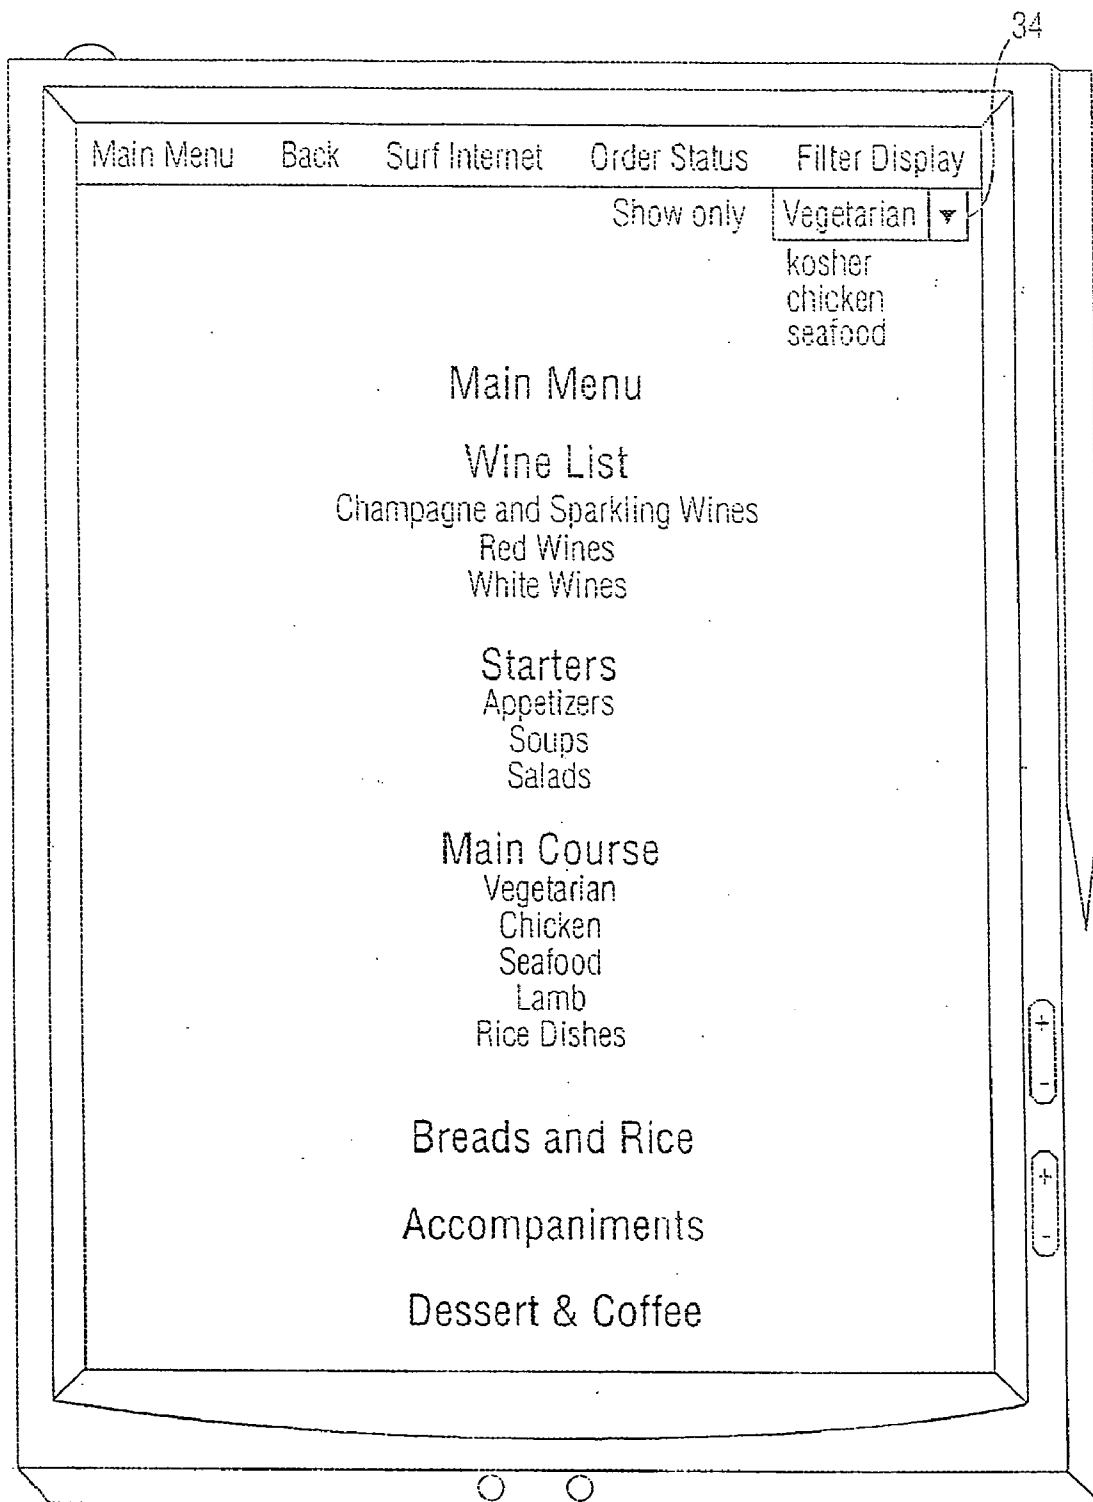 34
Main Menu Back Surf Internet Order Status Filter Display
Show only Vegetarian
kosher
chicken
seafood
Main Menu
Wine List
Champagne and Sparkling Wines
Red Wines
White Wines
Starters
Appetizers
Soups
Salads
Main Course
Vegetarian
Chicken
Seafood
Lamb
Rice Dishes
+
-
Breads and Rice
+
Accompaniments
-
Dessert & Coffee